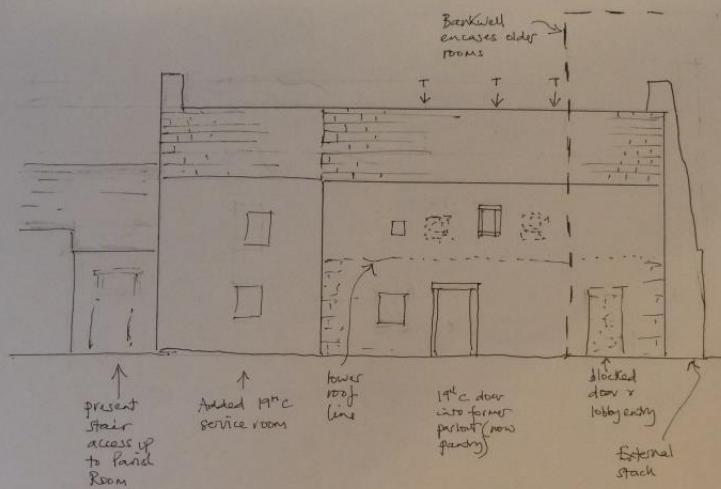 Bankwell
encases older
rooms
T T T
present
stair
access up
to Parish
Room
Added 19th C
service room
lower
roof
line
19th C door
into former
parlour (now
pantry)
blocked
door &
lobby entry
External
stack